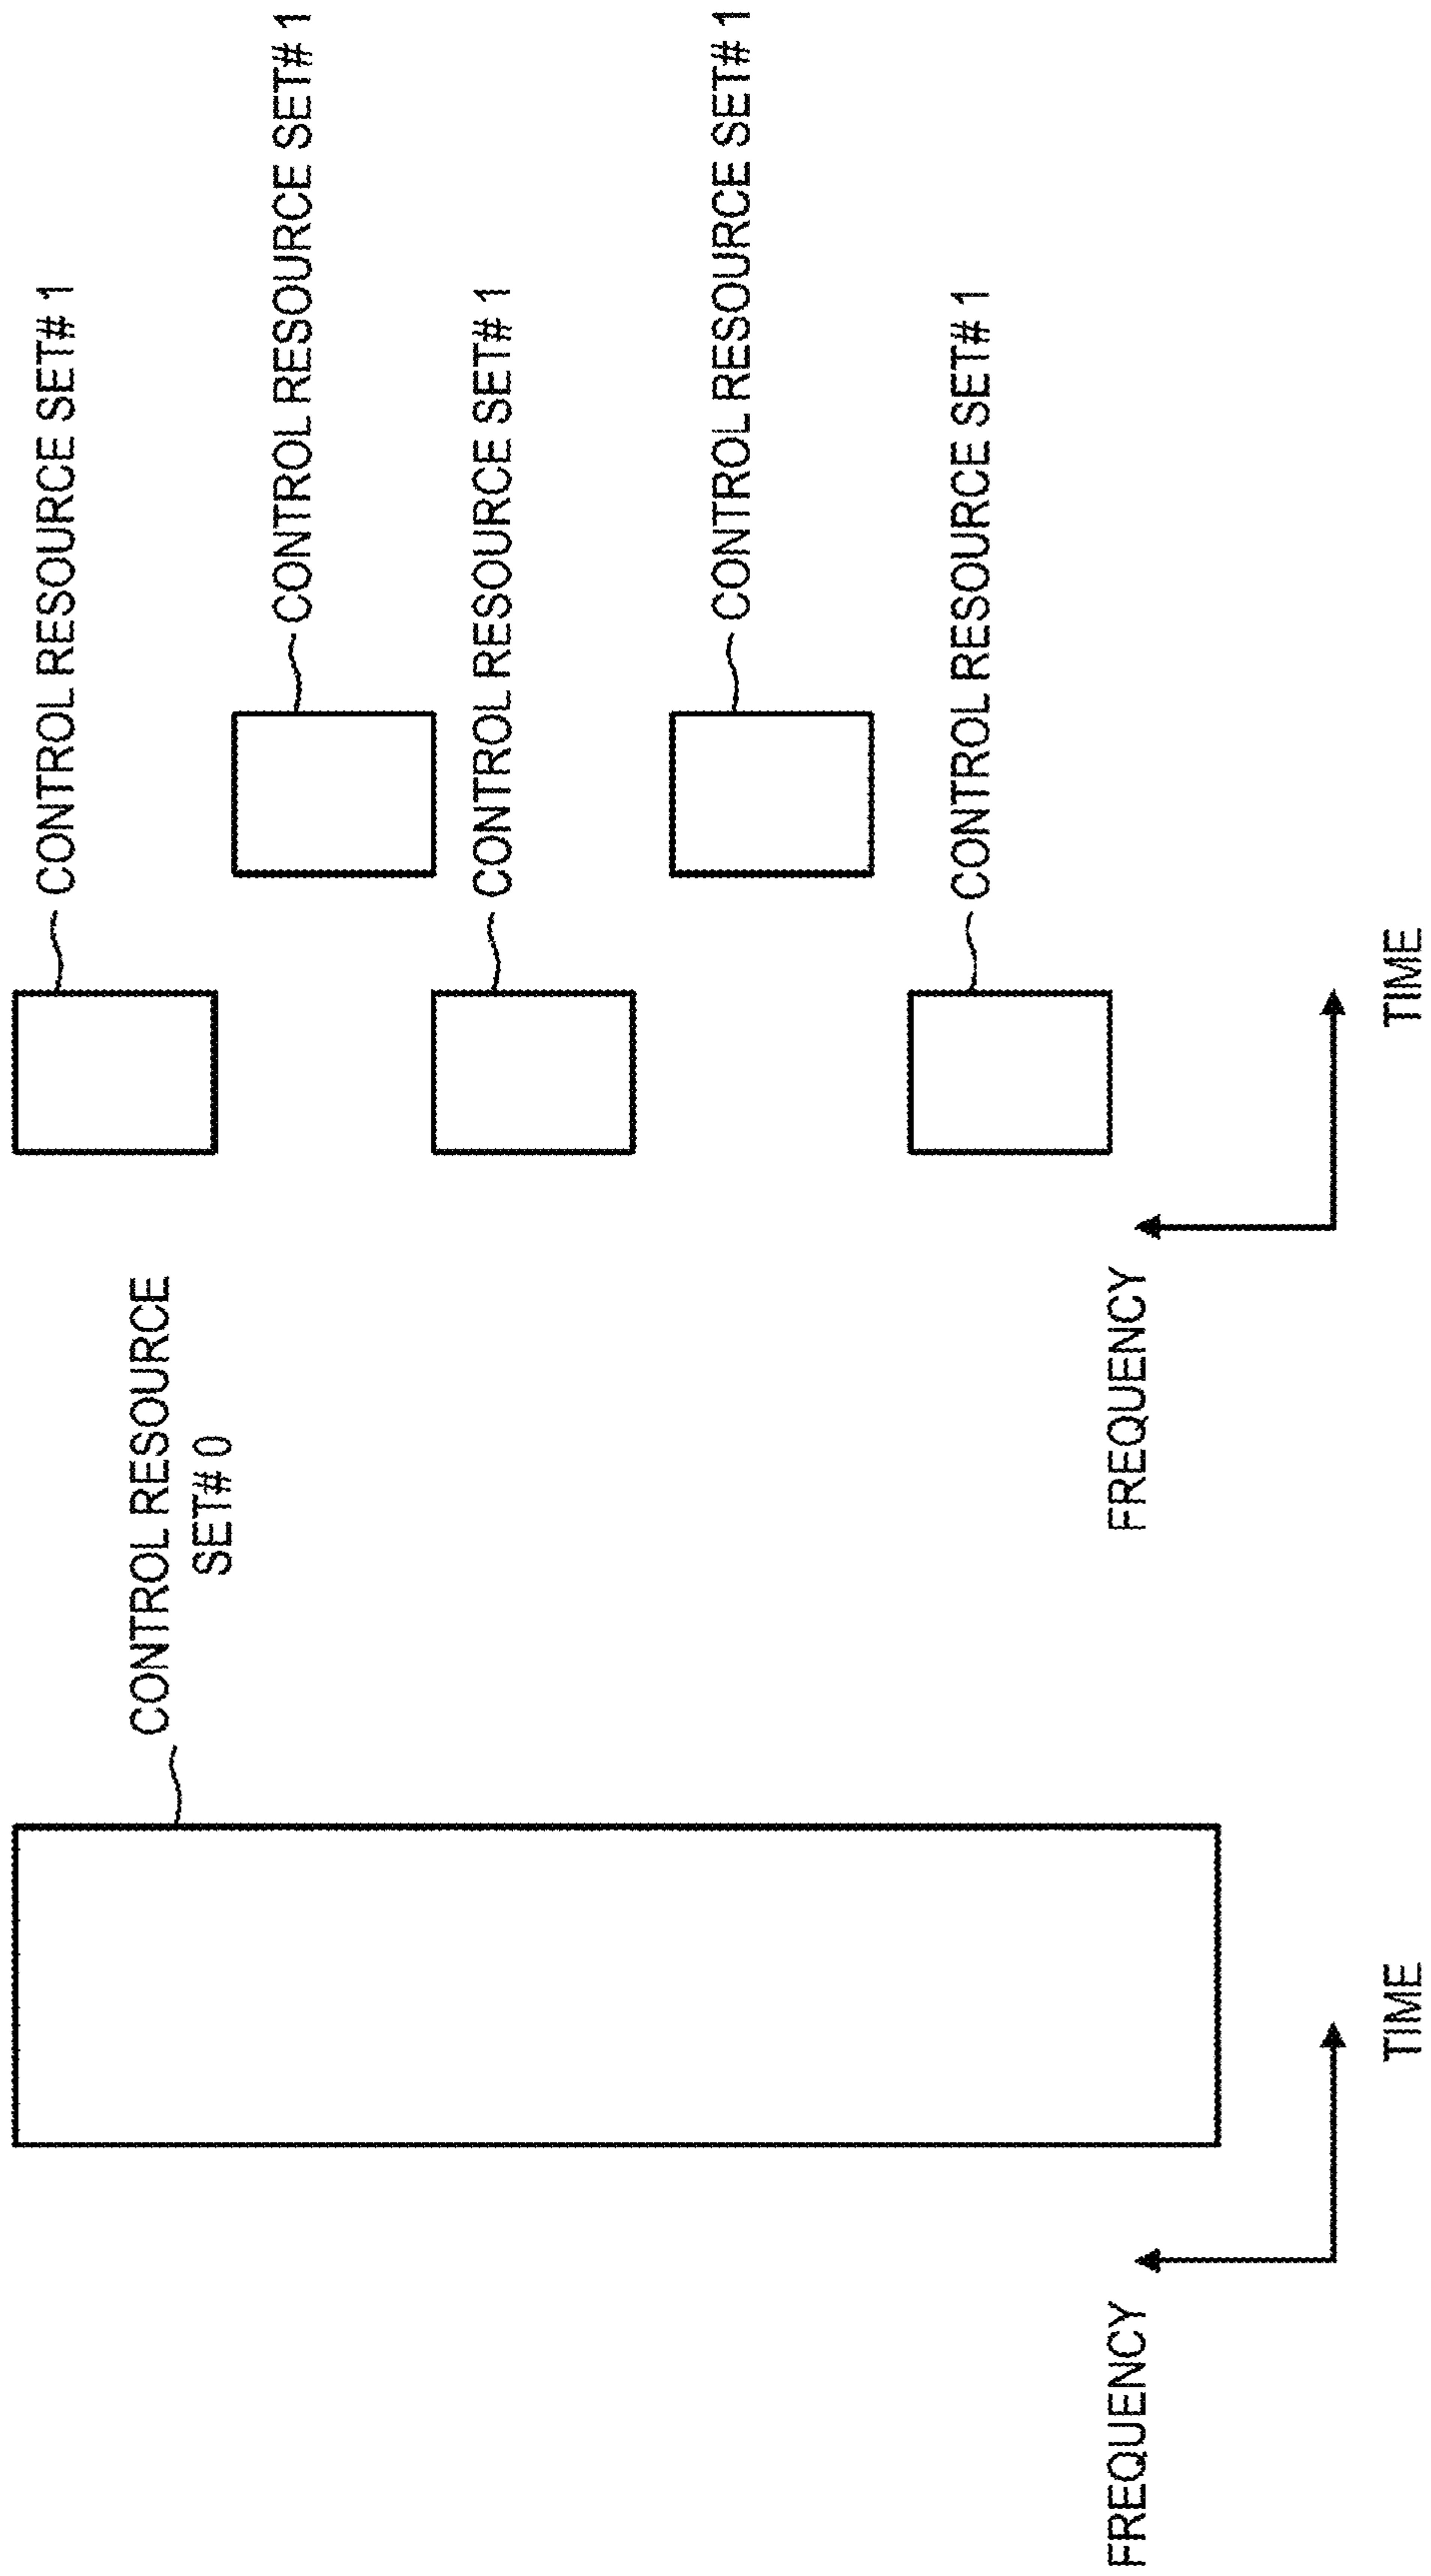 CONTROL RESOURCE
SET# 0
FREQUENCY
TIME
CONTROL RESOURCE SET# 1
CONTROL RESOURCE SET# 1
CONTROL RESOURCE SET# 1
CONTROL RESOURCE SET# 1
CONTROL RESOURCE SET# 1
FREQUENCY
TIME